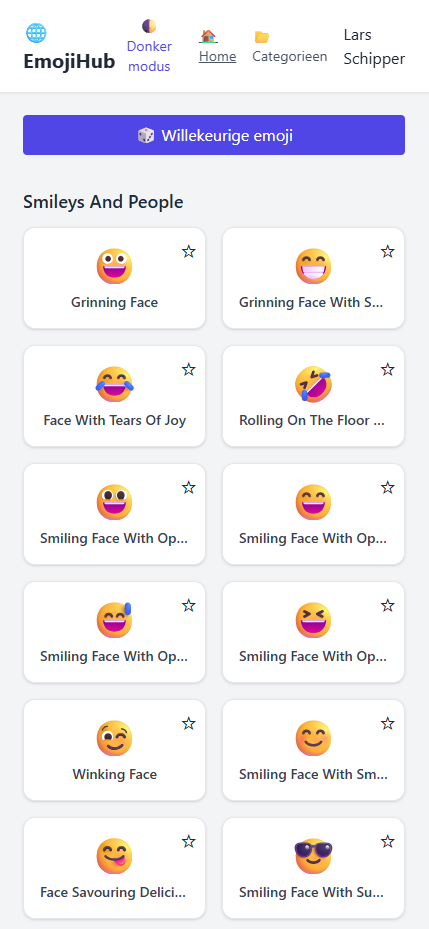 EmojiHub
Donker
modus
Home
Categorieen
Lars
Schipper
Willekeurige emoji
Smileys And People
Grinning Face
Grinning Face With S...
Face With Tears Of Joy
Rolling On The Floor ...
Smiling Face With Op...
Smiling Face With Op...
Smiling Face With Op...
Smiling Face With Op...
Winking Face
Smiling Face With Sm...
Face Savouring Delici...
Smiling Face With Su...